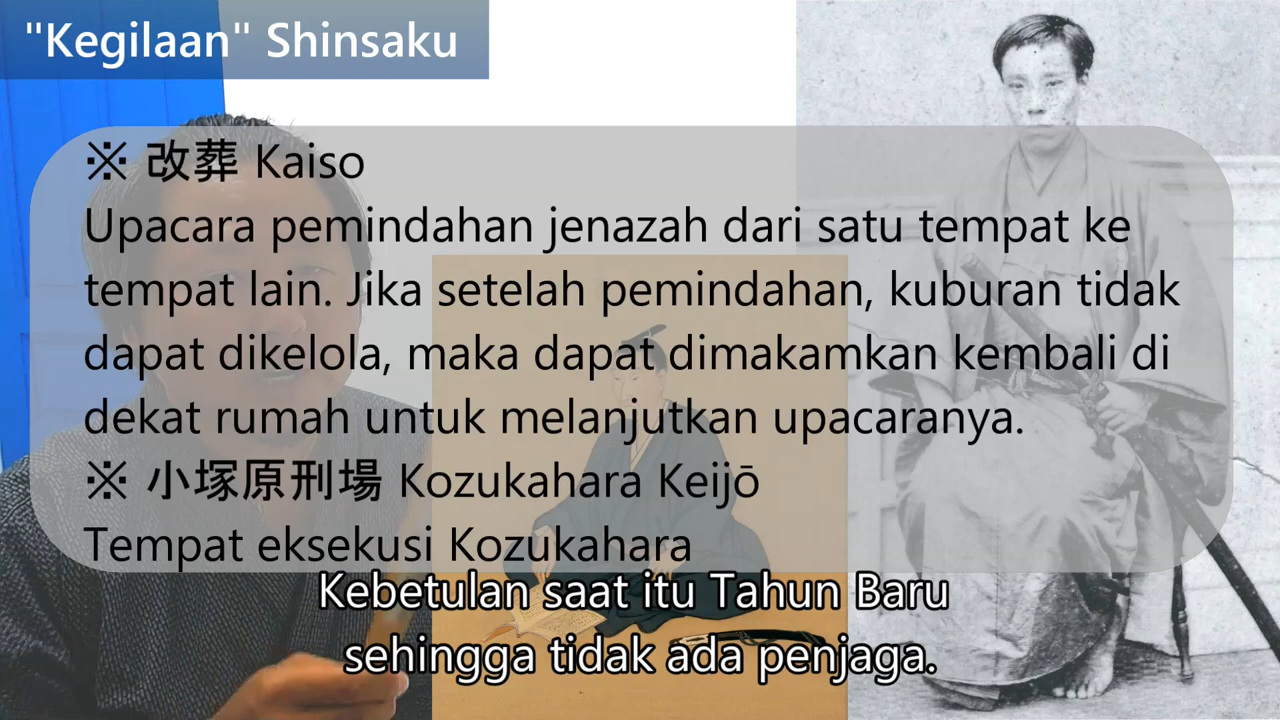 "Kegilaan" Shinsaku
※ 改葬 Kaiso
Upacara pemindahan jenazah dari satu tempat ke
tempat lain. Jika setelah pemindahan, kuburan tidak
dapat dikelola, maka dapat dimakamkan kembali di
dekat rumah untuk melanjutkan upacaranya.
※ 小塚原刑場 Kozukahara Keijō
Tempat eksekusi Kozukahara
Kebetulan saat itu Tahun Baru
sehingga tidak ada penjaga.